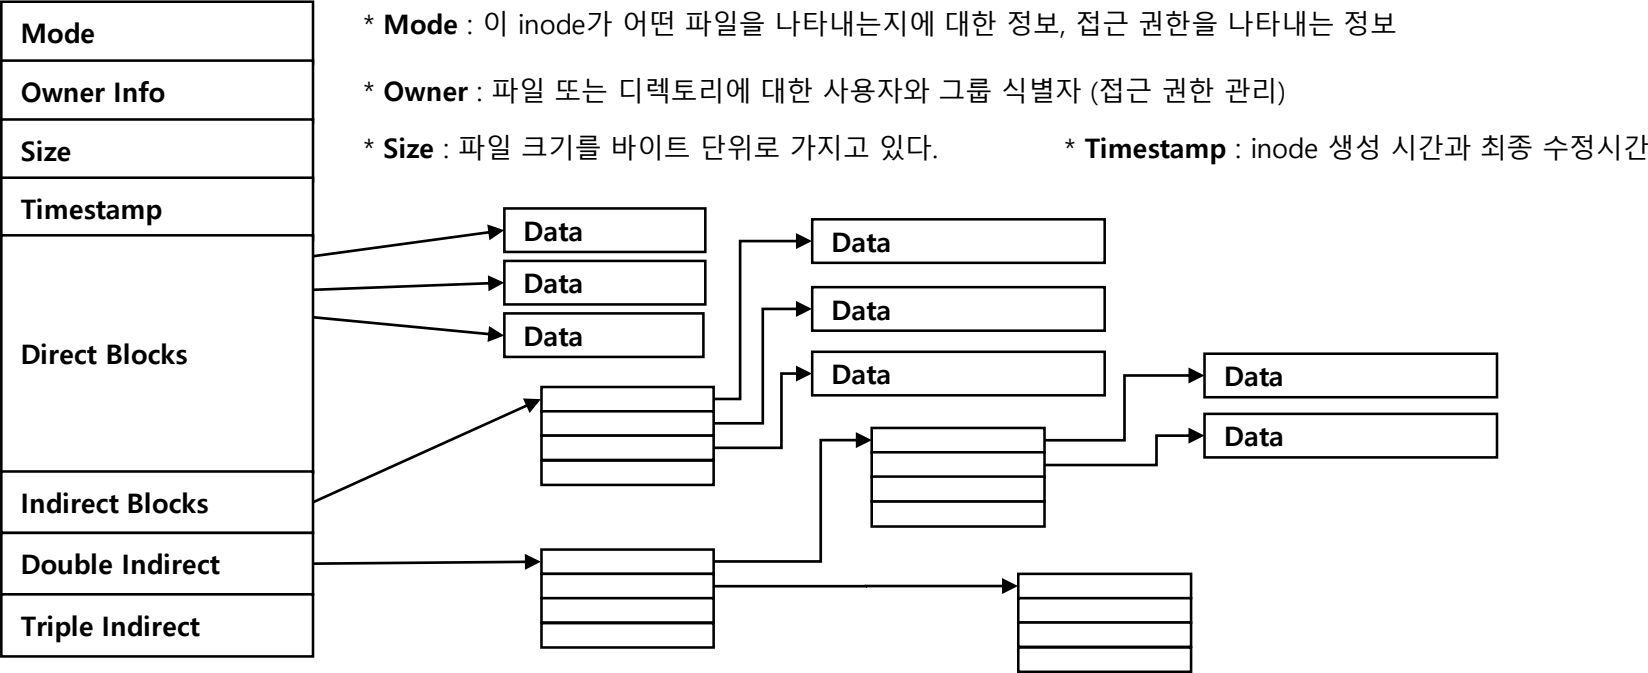 Mode
* Mode : 이 inode가 어떤 파일을 나타내는지에 대한 정보, 접근 권한을 나타내는 정보
Owner Info
* Owner : 파일 또는 디렉토리에 대한 사용자와 그룹 식별자 (접근 권한 관리)
Size
* Size : 파일 크기를 바이트 단위로 가지고 있다.
* Timestamp : inode 생성 시간과 최종 수정시간
Timestamp
Direct Blocks
Data
Data
Data
Data
Data
Data
Data
Data
Indirect Blocks
Double Indirect
Triple Indirect